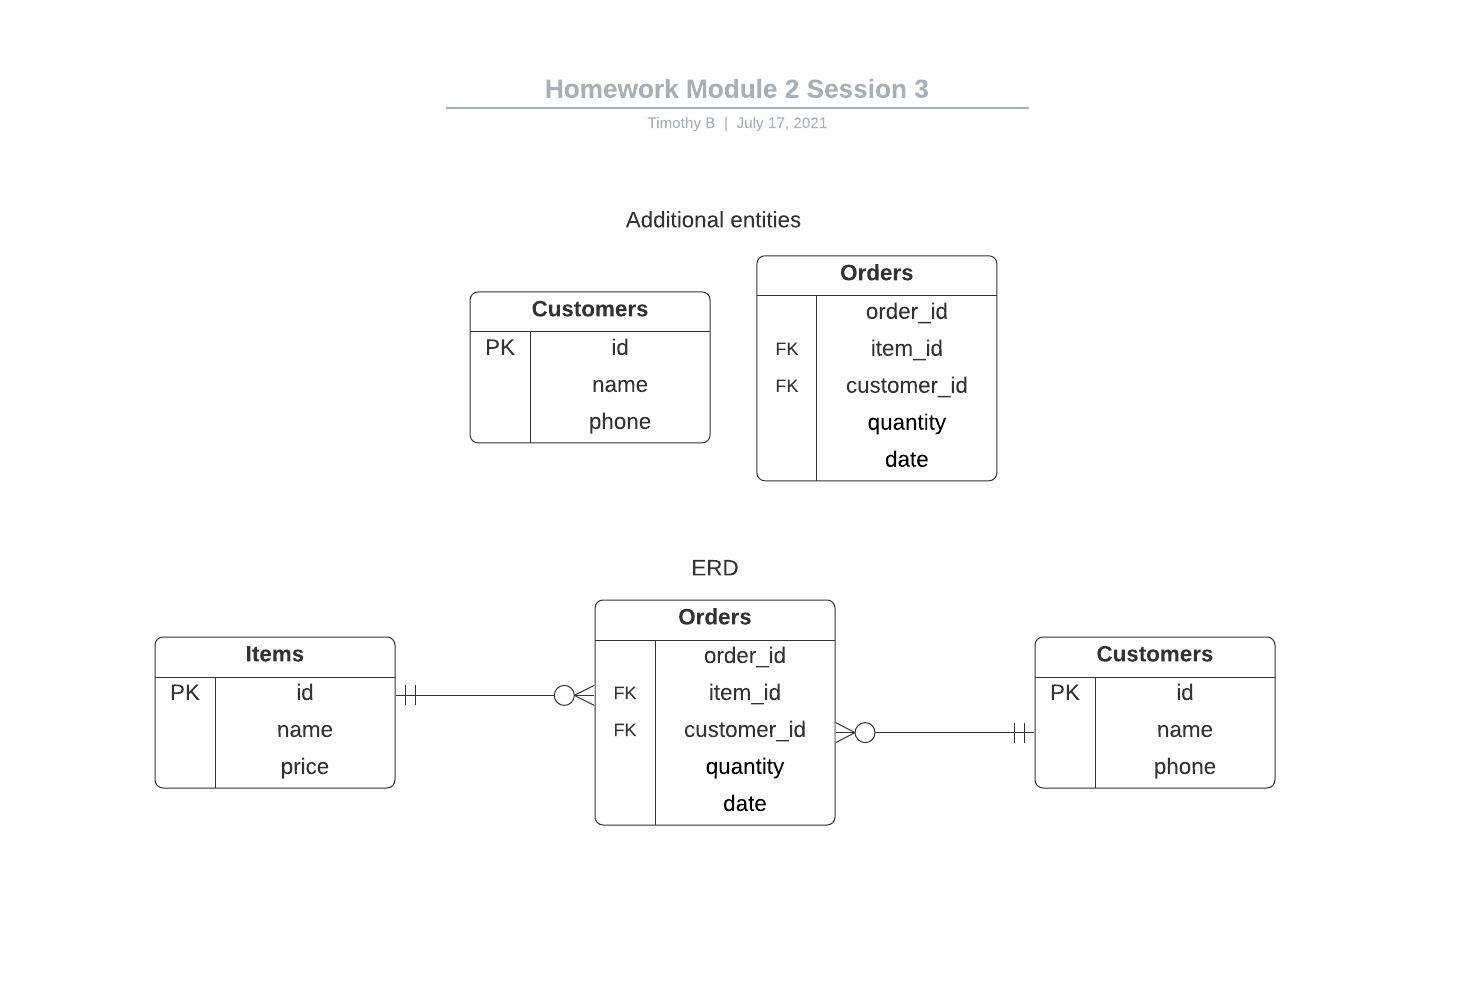 Homework Module 2 Session 3
Timothy B | July 17, 2021
Additional entities
Customers
PK id
name
phone
Orders
order_id
FK item_id
FK customer_id
quantity
date
ERD
Items
PK id
name
price
Orders
order_id
FK item_id
FK customer_id
quantity
date
Customers
PK id
name
phone